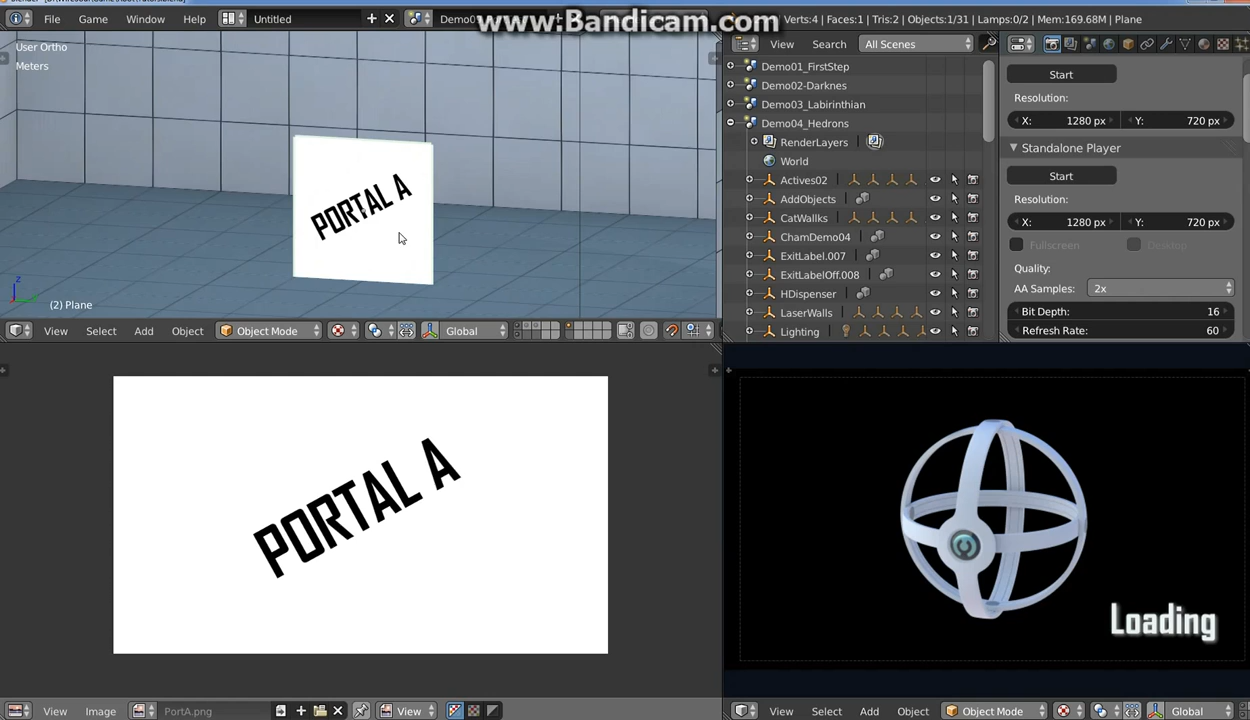 www.Bandicam.com
File
Game
Window
Help
Untitled
Verts:4 | Faces:1 | Tris:2 | Objects:1/31 | Lamps:0/2 | Mem:169.68M | Plane
User Ortho
Meters
PORTAL A
z
(2) Plane
View
Select
Add
Object
Object Mode
Global
View
Search
All Scenes
Demo01_FirstStep
Demo02-Darknes
Demo03_Labirinthian
Demo04_Hedrons
RenderLayers
World
Actives02
AddObjects
CatWallks
ChamDemo04
ExitLabel.007
ExitLabelOff.008
HDispenser
LaserWalls
Lighting
Start
Resolution:
X: 1280 px
Y: 720 px
Standalone Player
Start
Resolution:
X: 1280 px
Y: 720 px
Fullscreen
Desktop
Quality:
AA Samples: 2x
Bit Depth: 16
Refresh Rate: 60
PORTAL A
Loading
View
Image
PortA.png
View
View
Select
Add
Object
Object Mode
Global